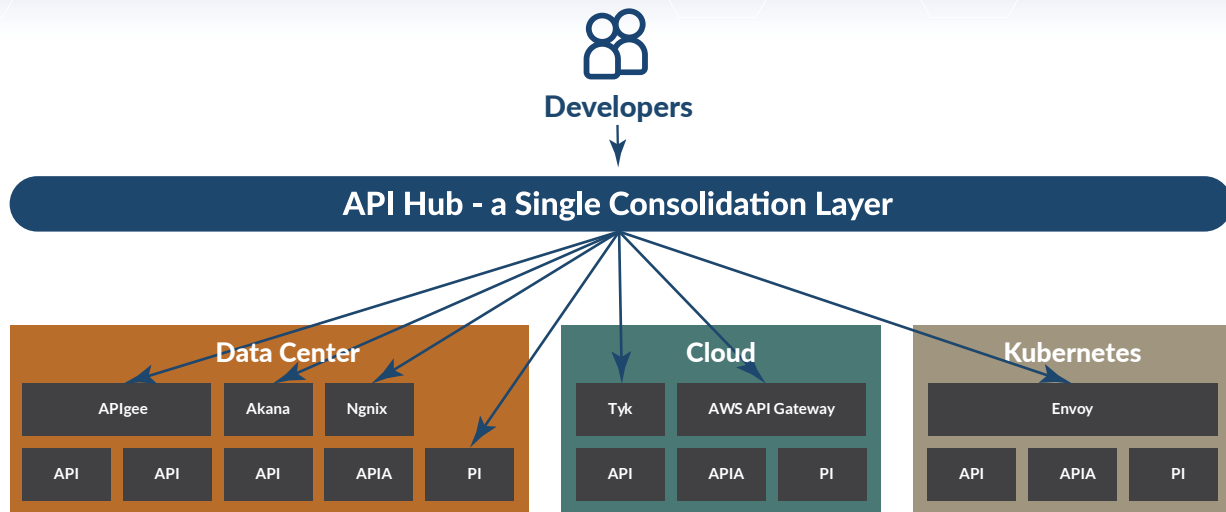 Developers
API Hub - a Single Consolidation Layer
Data Center
Cloud
Kubernetes
APIgee
Akana
Ngnix
Tyk
AWS API Gateway
Envoy
API
API
API
APIA
PI
API
APIA
PI
API
APIA
PI